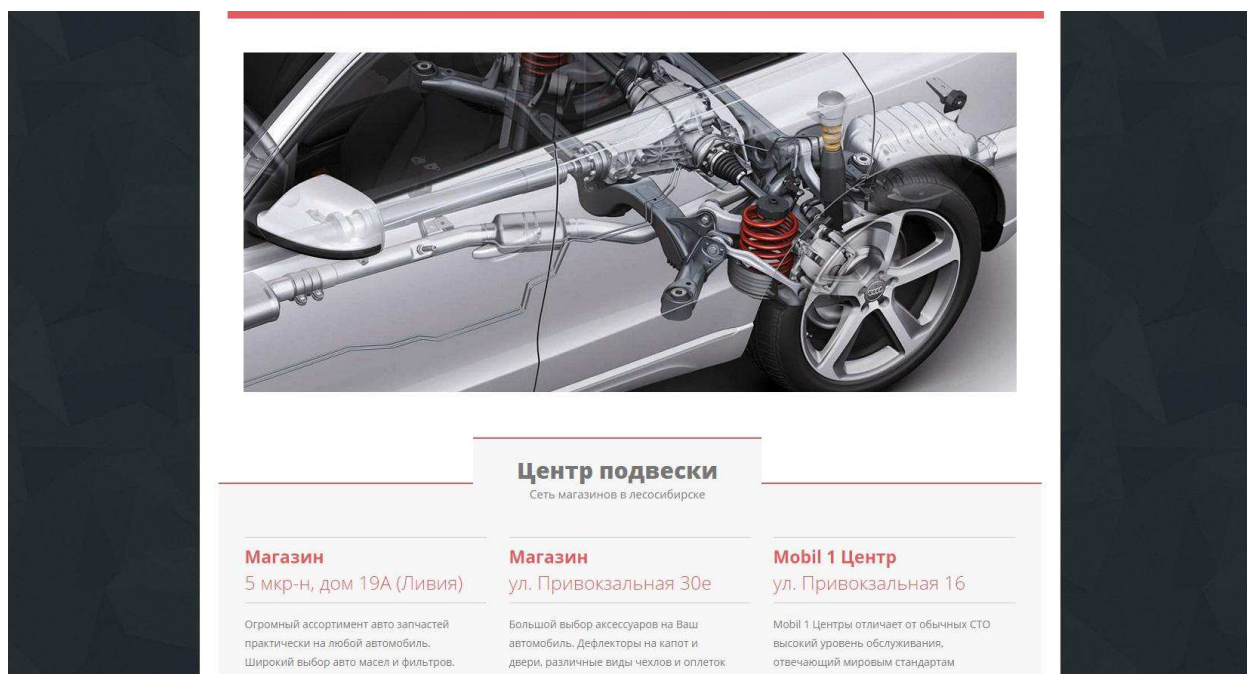 Центр подвески
Сеть магазинов в лесосибирске
Магазин
5 мкр-н, дом 19А (Ливия)
Огромный ассортимент авто запчастей
практически на любой автомобиль.
Широкий выбор авто масел и фильтров.
Магазин
ул. Привокзальная 30е
Большой выбор аксессуаров на Ваш
автомобиль. Дефлекторы на капот и
двери, различные виды чехлов и оплеток
Mobil 1 Центр
ул. Привокзальная 16
Mobil 1 Центры отличает от обычных СТО
высокий уровень обслуживания,
отвечающий мировым стандартам